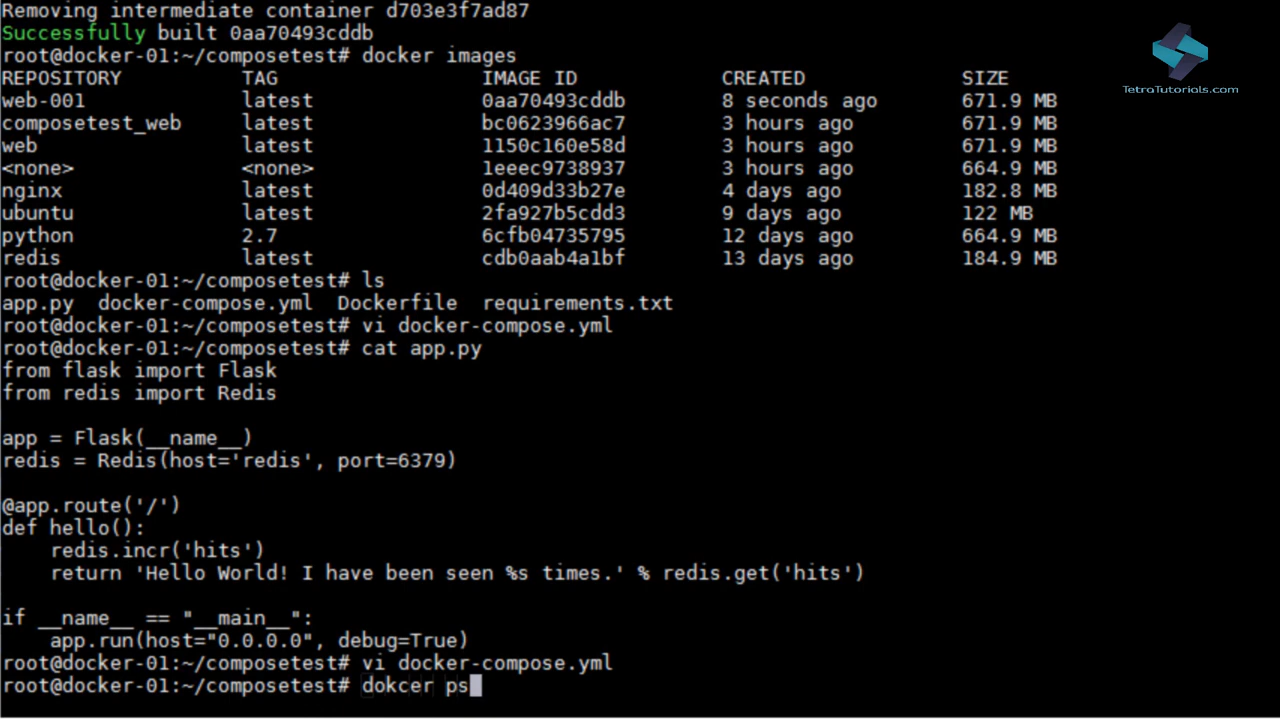 Removing intermediate container d703e3f7ad87
Successfully built 0aa70493cddb
root@docker-01:~/composetest# docker images
REPOSITORY TAG IMAGE ID CREATED SIZE
web-001 latest 0aa70493cddb 8 seconds ago 671.9 MB
composetest_web latest bc0623966ac7 3 hours ago 671.9 MB
web latest 1150c160e58d 3 hours ago 671.9 MB
<none> <none> 1eeec9738937 3 hours ago 664.9 MB
nginx latest 0d409d33b27e 4 days ago 182.8 MB
ubuntu latest 2fa927b5cdd3 9 days ago 122 MB
python 2.7 6cfb04735795 12 days ago 664.9 MB
redis latest cdb0aab4a1bf 13 days ago 184.9 MB
root@docker-01:~/composetest# ls
app.py docker-compose.yml Dockerfile requirements.txt
root@docker-01:~/composetest# vi docker-compose.yml
root@docker-01:~/composetest# cat app.py
from flask import Flask
from redis import Redis
app = Flask(__name__)
redis = Redis(host='redis', port=6379)
@app.route('/')
def hello():
    redis.incr('hits')
    return 'Hello World! I have been seen %s times.' % redis.get('hits')
if __name__ == "__main__":
    app.run(host="0.0.0.0", debug=True)
root@docker-01:~/composetest# vi docker-compose.yml
root@docker-01:~/composetest# dokcer ps
TetraTutorials.com